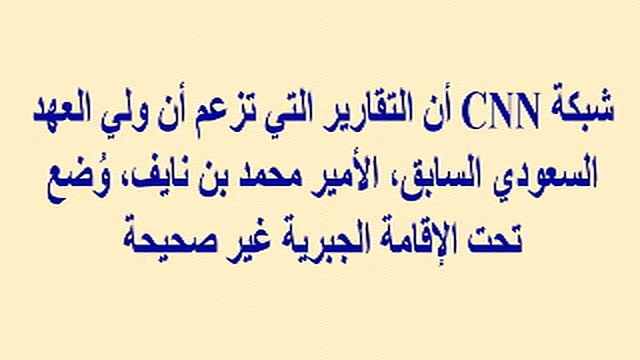 شبكة CNN أن التقارير التي تزعم أن ولي العهد
السعودي السابق، الأمير محمد بن نايف، وُضع
تحت الإقامة الجبرية غير صحيحة